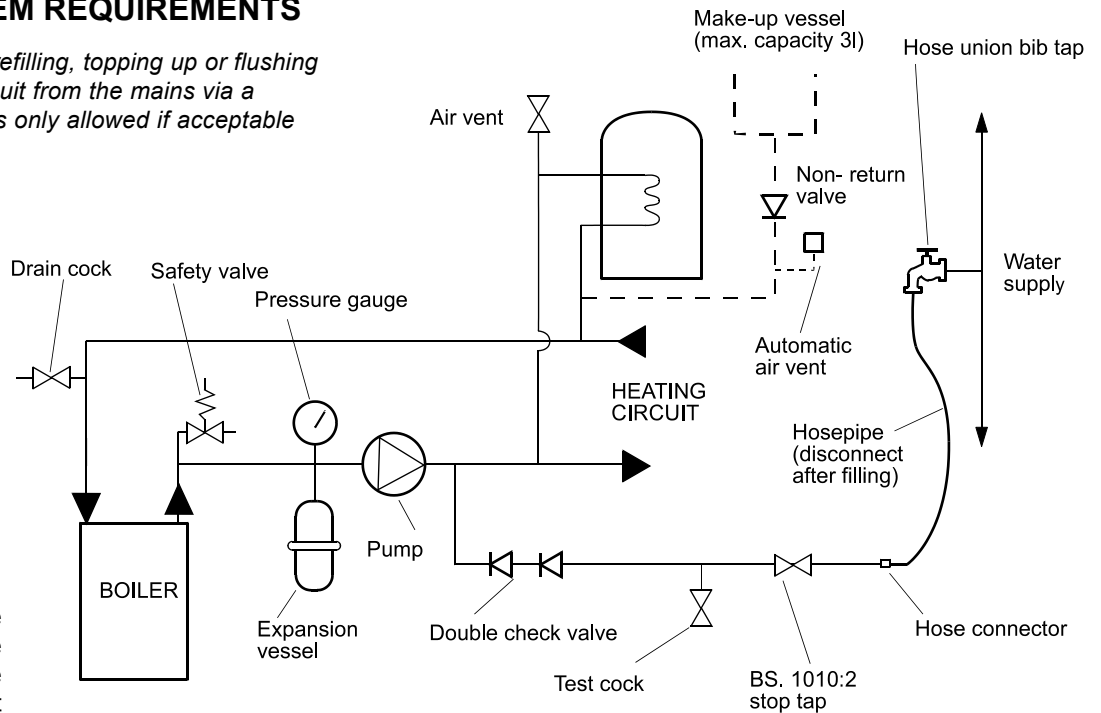 EM REQUIREMENTS
refilling, topping up or flushing
uit from the mains via a
s only allowed if acceptable
Make-up vessel
(max. capacity 3l)
Hose union bib tap
Air vent
Non- return
valve
Drain cock
Safety valve
Pressure gauge
Water
supply
Automatic
air vent
HEATING
CIRCUIT
Hosepipe
(disconnect
after filling)
Pump
BOILER
Expansion
vessel
Double check valve
Hose connector
Test cock
BS. 1010:2
stop tap